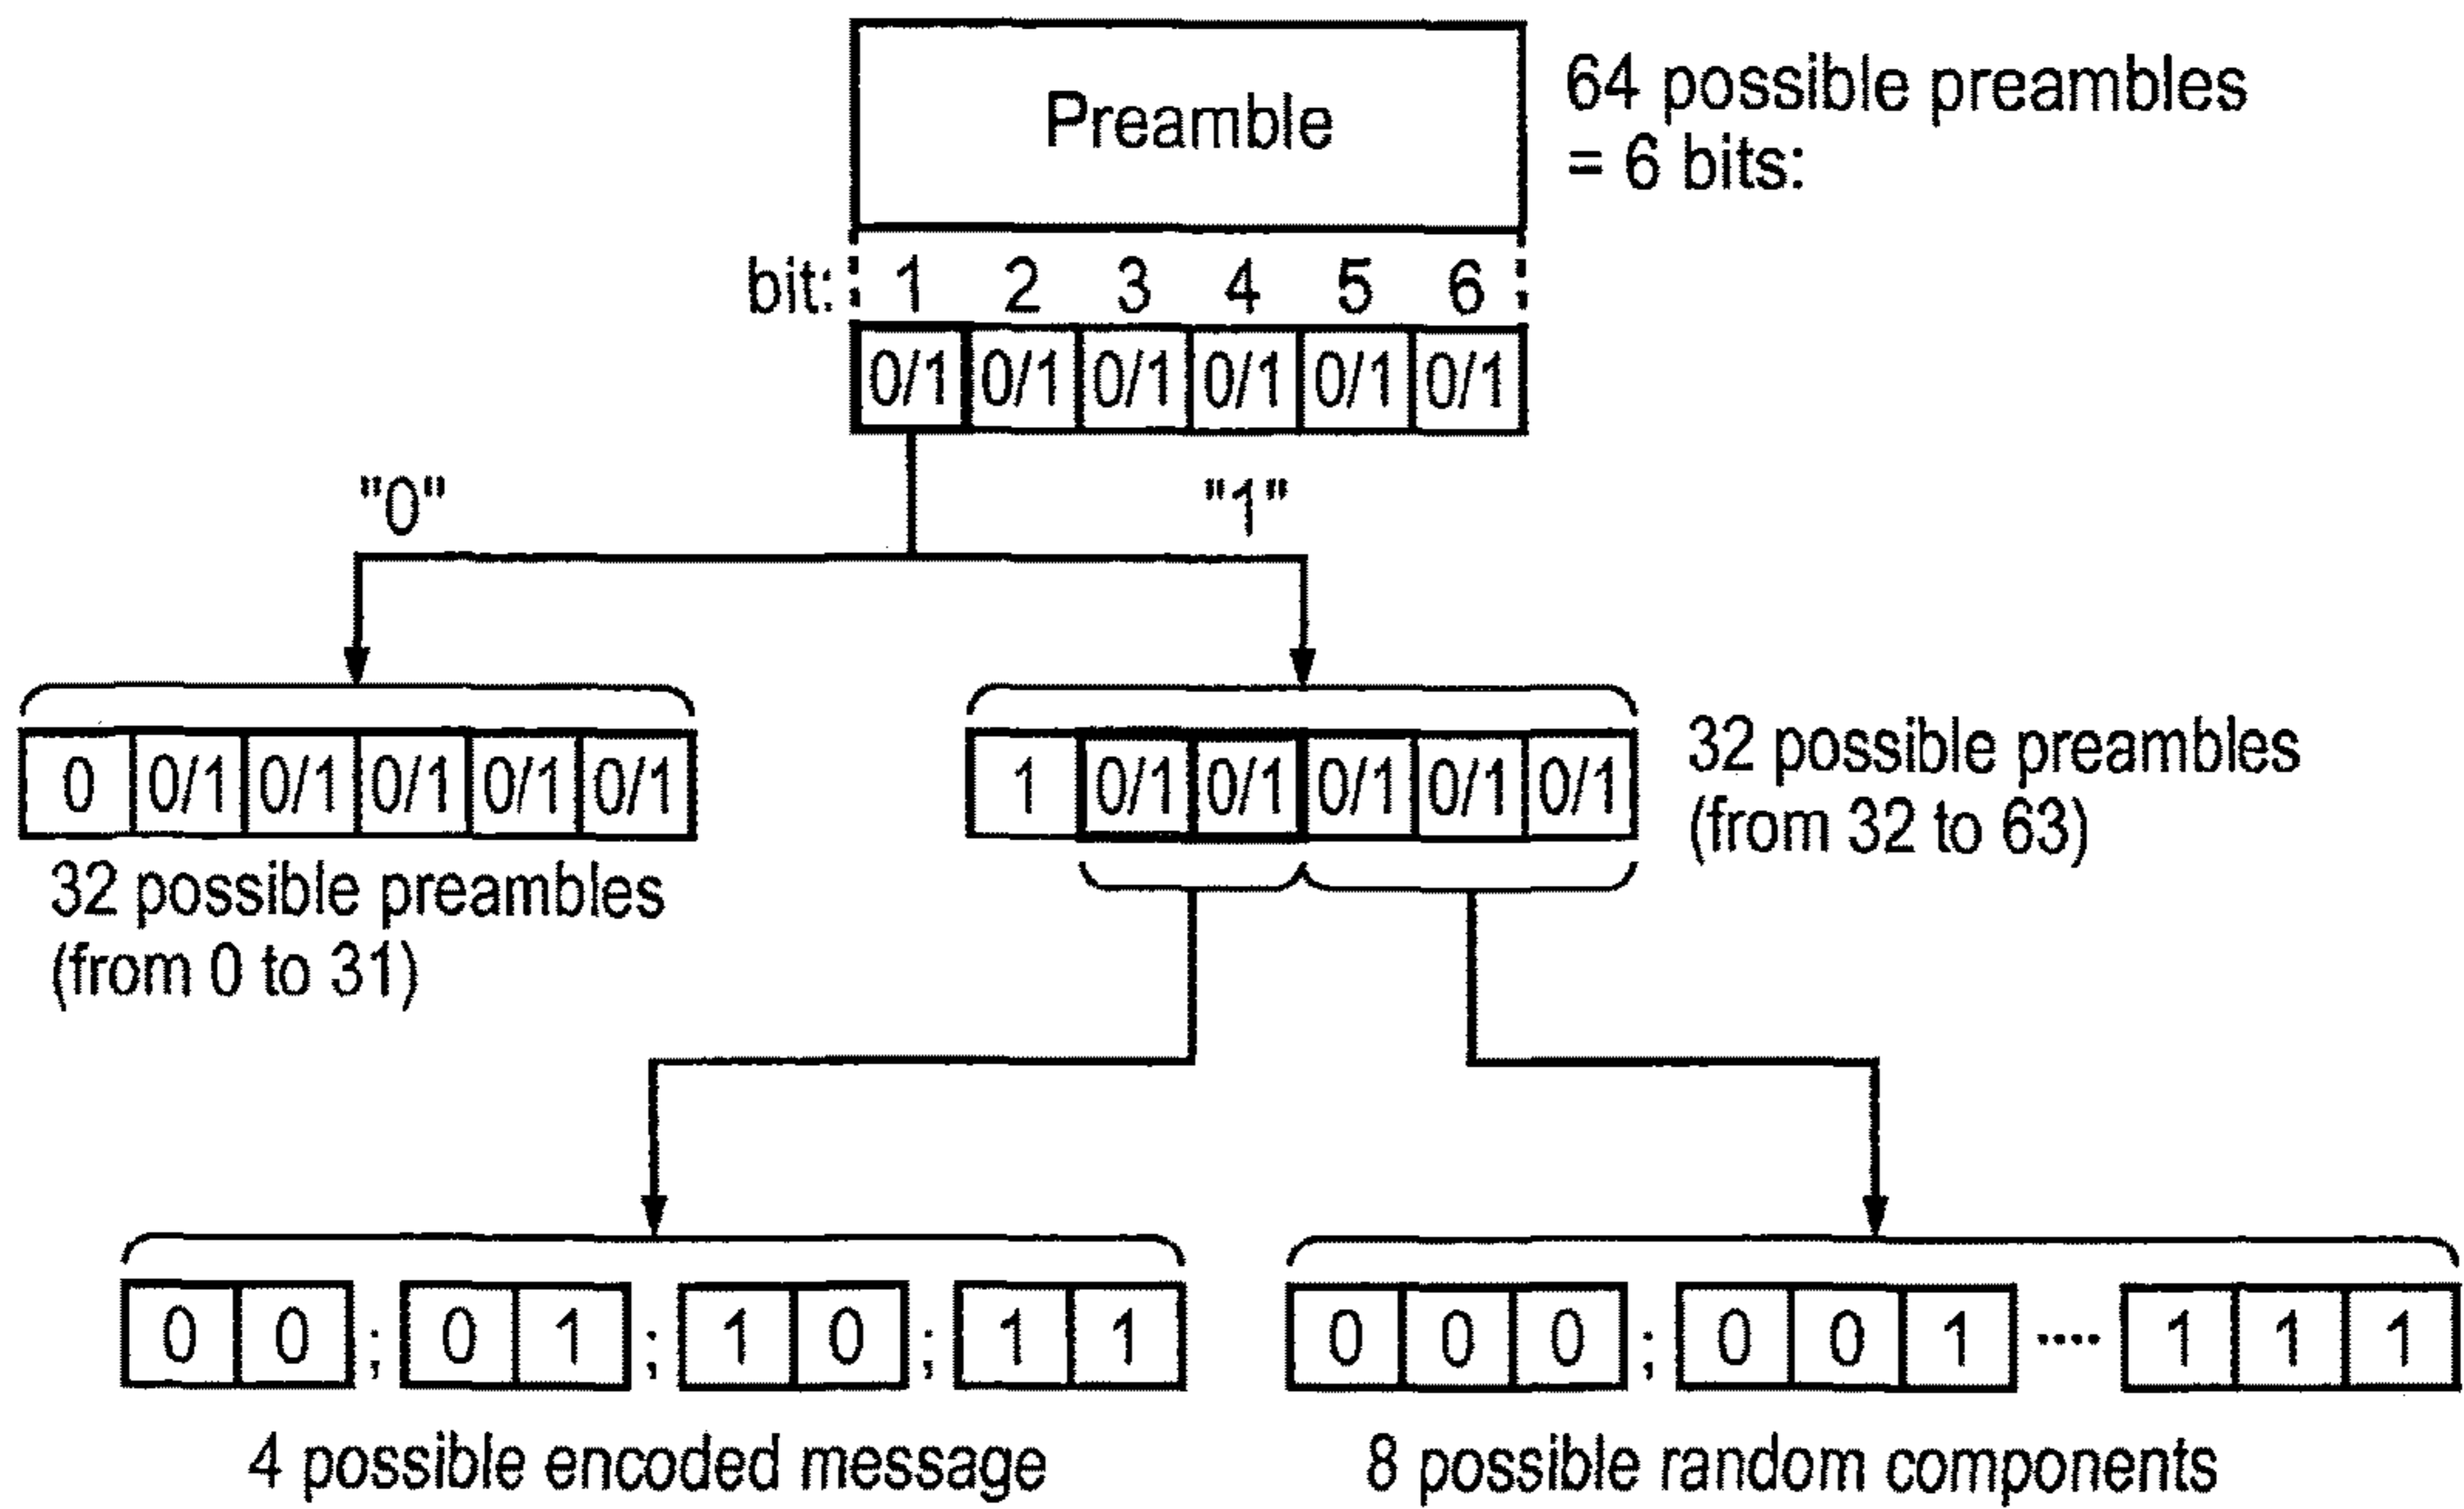 Preamble
64 possible preambles
= 6 bits:
bit: 1 2 3 4 5 6
0/1 0/1 0/1 0/1 0/1 0/1
"0" "1"
0 0/1 0/1 0/1 0/1 0/1
32 possible preambles
(from 0 to 31)
1 0/1 0/1 0/1 0/1 0/1
32 possible preambles
(from 32 to 63)
0 0 ; 0 1 ; 1 0 ; 1 1
4 possible encoded message
0 0 0 ; 0 0 1 .... 1 1 1
8 possible random components